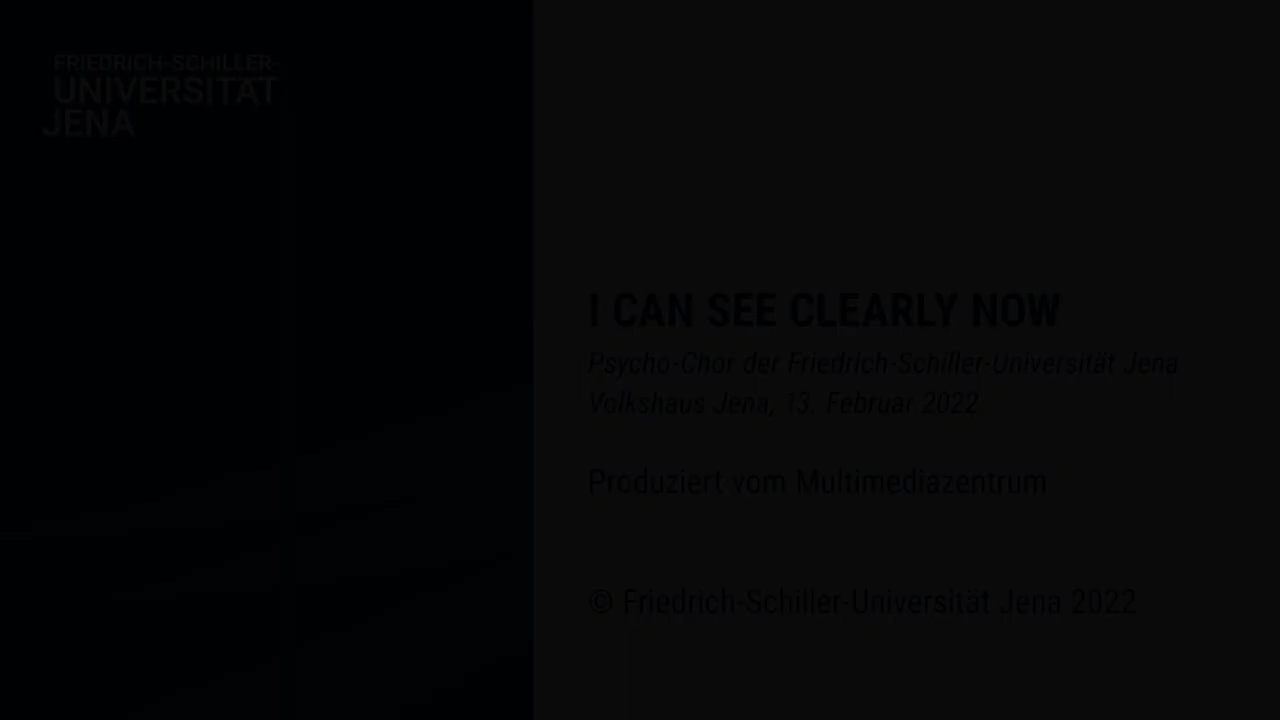 FRIEDRICH-SCHILLER-
UNIVERSITÄT
JENA
I CAN SEE CLEARLY NOW
Psycho-Chor der Friedrich-Schiller-Universität Jena
Volkshaus Jena, 13. Februar 2022
Produziert vom Multimediazentrum
© Friedrich-Schiller-Universität Jena 2022